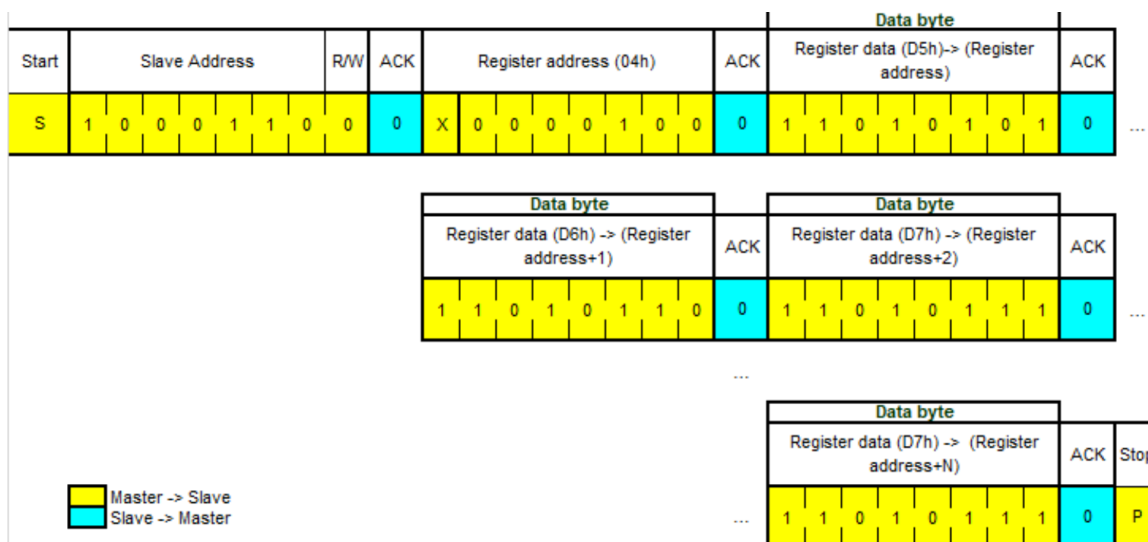 Data byte
Start Slave Address R/W ACK Register address (04h) ACK Register data (D5h)-> (Register address) ACK
S 1 0 0 0 1 1 0 0 0 X 0 0 0 0 1 0 0 0 1 1 0 1 0 1 0 1 0 ...
Data byte Data byte
Register data (D6h) -> (Register address+1) ACK Register data (D7h) -> (Register address+2) ACK
1 1 0 1 0 1 1 0 0 1 1 0 1 0 1 1 1 0 ...
...
Data byte
Register data (D7h) -> (Register address+N) ACK Stop
Master -> Slave
Slave -> Master
... 1 1 0 1 0 1 1 1 0 P